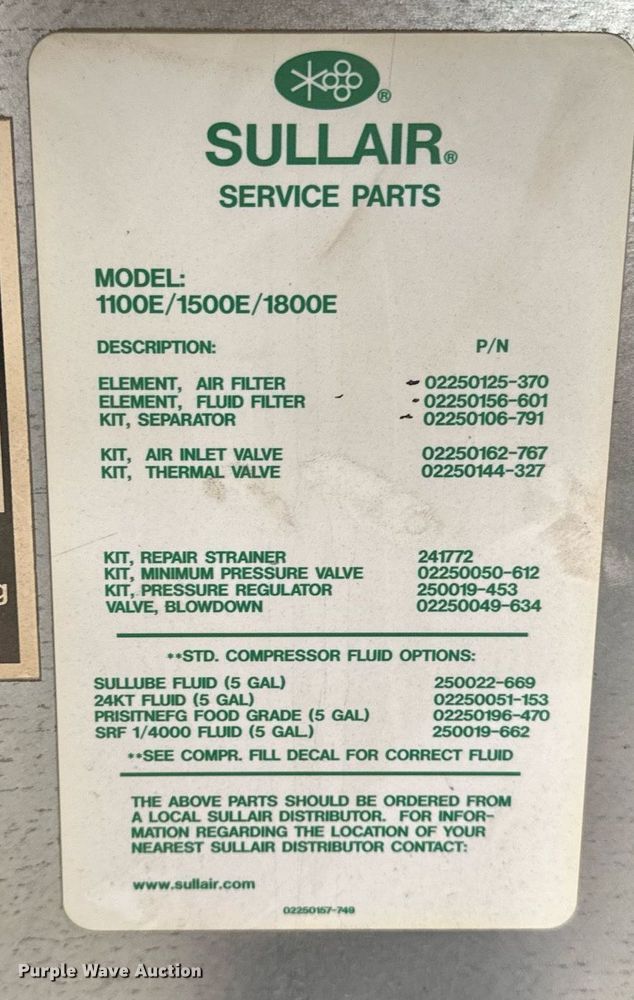 SULLAIR®
SERVICE PARTS
MODEL:
1100E/1500E/1800E
DESCRIPTION: P/N
ELEMENT, AIR FILTER 02250125-370
ELEMENT, FLUID FILTER 02250156-601
KIT, SEPARATOR 02250106-791
KIT, AIR INLET VALVE 02250162-767
KIT, THERMAL VALVE 02250144-327
KIT, REPAIR STRAINER 241772
KIT, MINIMUM PRESSURE VALVE 02250050-612
KIT, PRESSURE REGULATOR 250019-453
VALVE, BLOWDOWN 02250049-634
**STD. COMPRESSOR FLUID OPTIONS:
SULLUBE FLUID (5 GAL) 250022-669
24KT FLUID (5 GAL) 02250051-153
PRISITNEFG FOOD GRADE (5 GAL) 02250196-470
SRF 1/4000 FLUID (5 GAL.) 250019-662
**SEE COMPR. FILL DECAL FOR CORRECT FLUID
THE ABOVE PARTS SHOULD BE ORDERED FROM
A LOCAL SULLAIR DISTRIBUTOR. FOR INFOR-
MATION REGARDING THE LOCATION OF YOUR
NEAREST SULLAIR DISTRIBUTOR CONTACT:
www.sullair.com
02250157-749
g
Purple Wave Auction